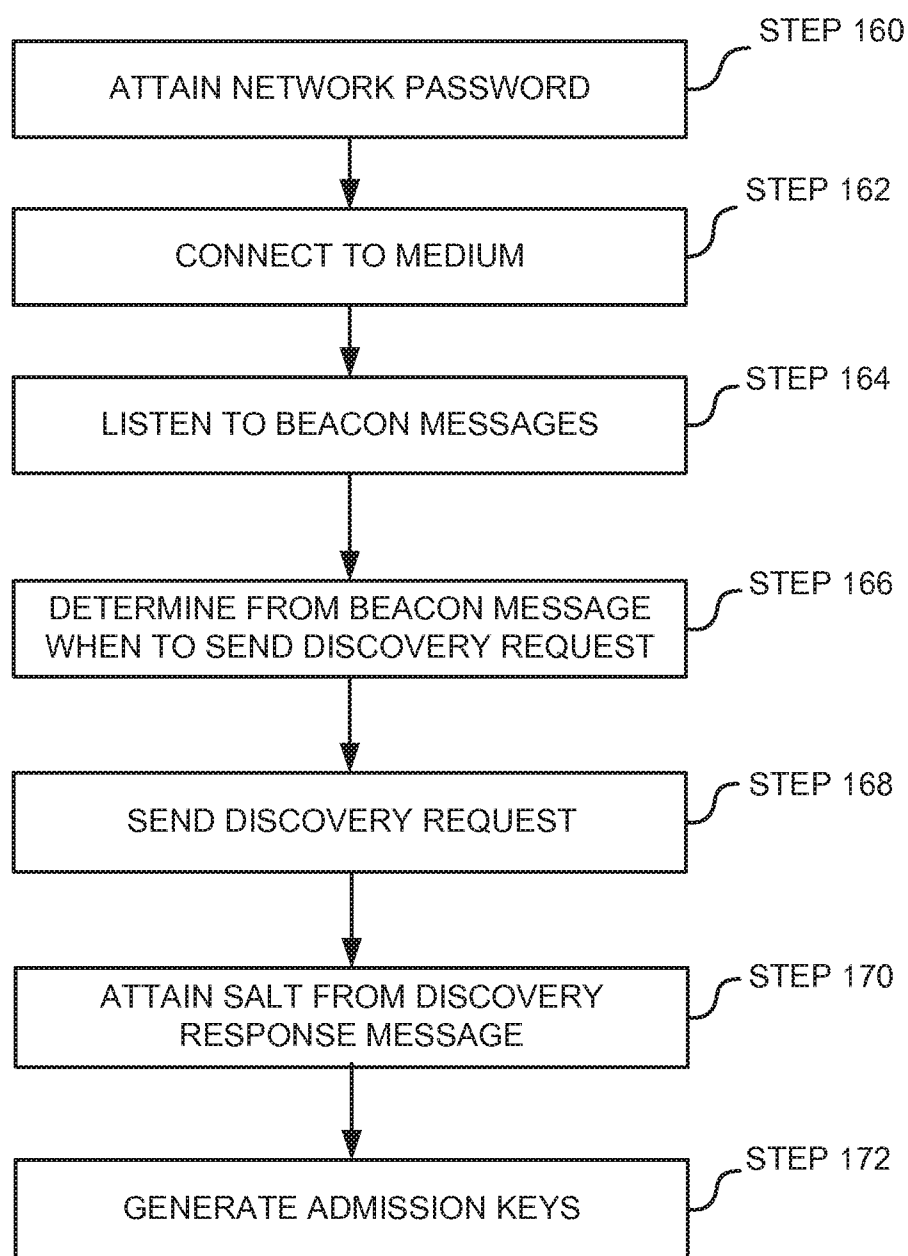 STEP 160
ATTAIN NETWORK PASSWORD
STEP 162
CONNECT TO MEDIUM
STEP 164
LISTEN TO BEACON MESSAGES
STEP 166
DETERMINE FROM BEACON MESSAGE
WHEN TO SEND DISCOVERY REQUEST
STEP 168
SEND DISCOVERY REQUEST
STEP 170
ATTAIN SALT FROM DISCOVERY
RESPONSE MESSAGE
STEP 172
GENERATE ADMISSION KEYS